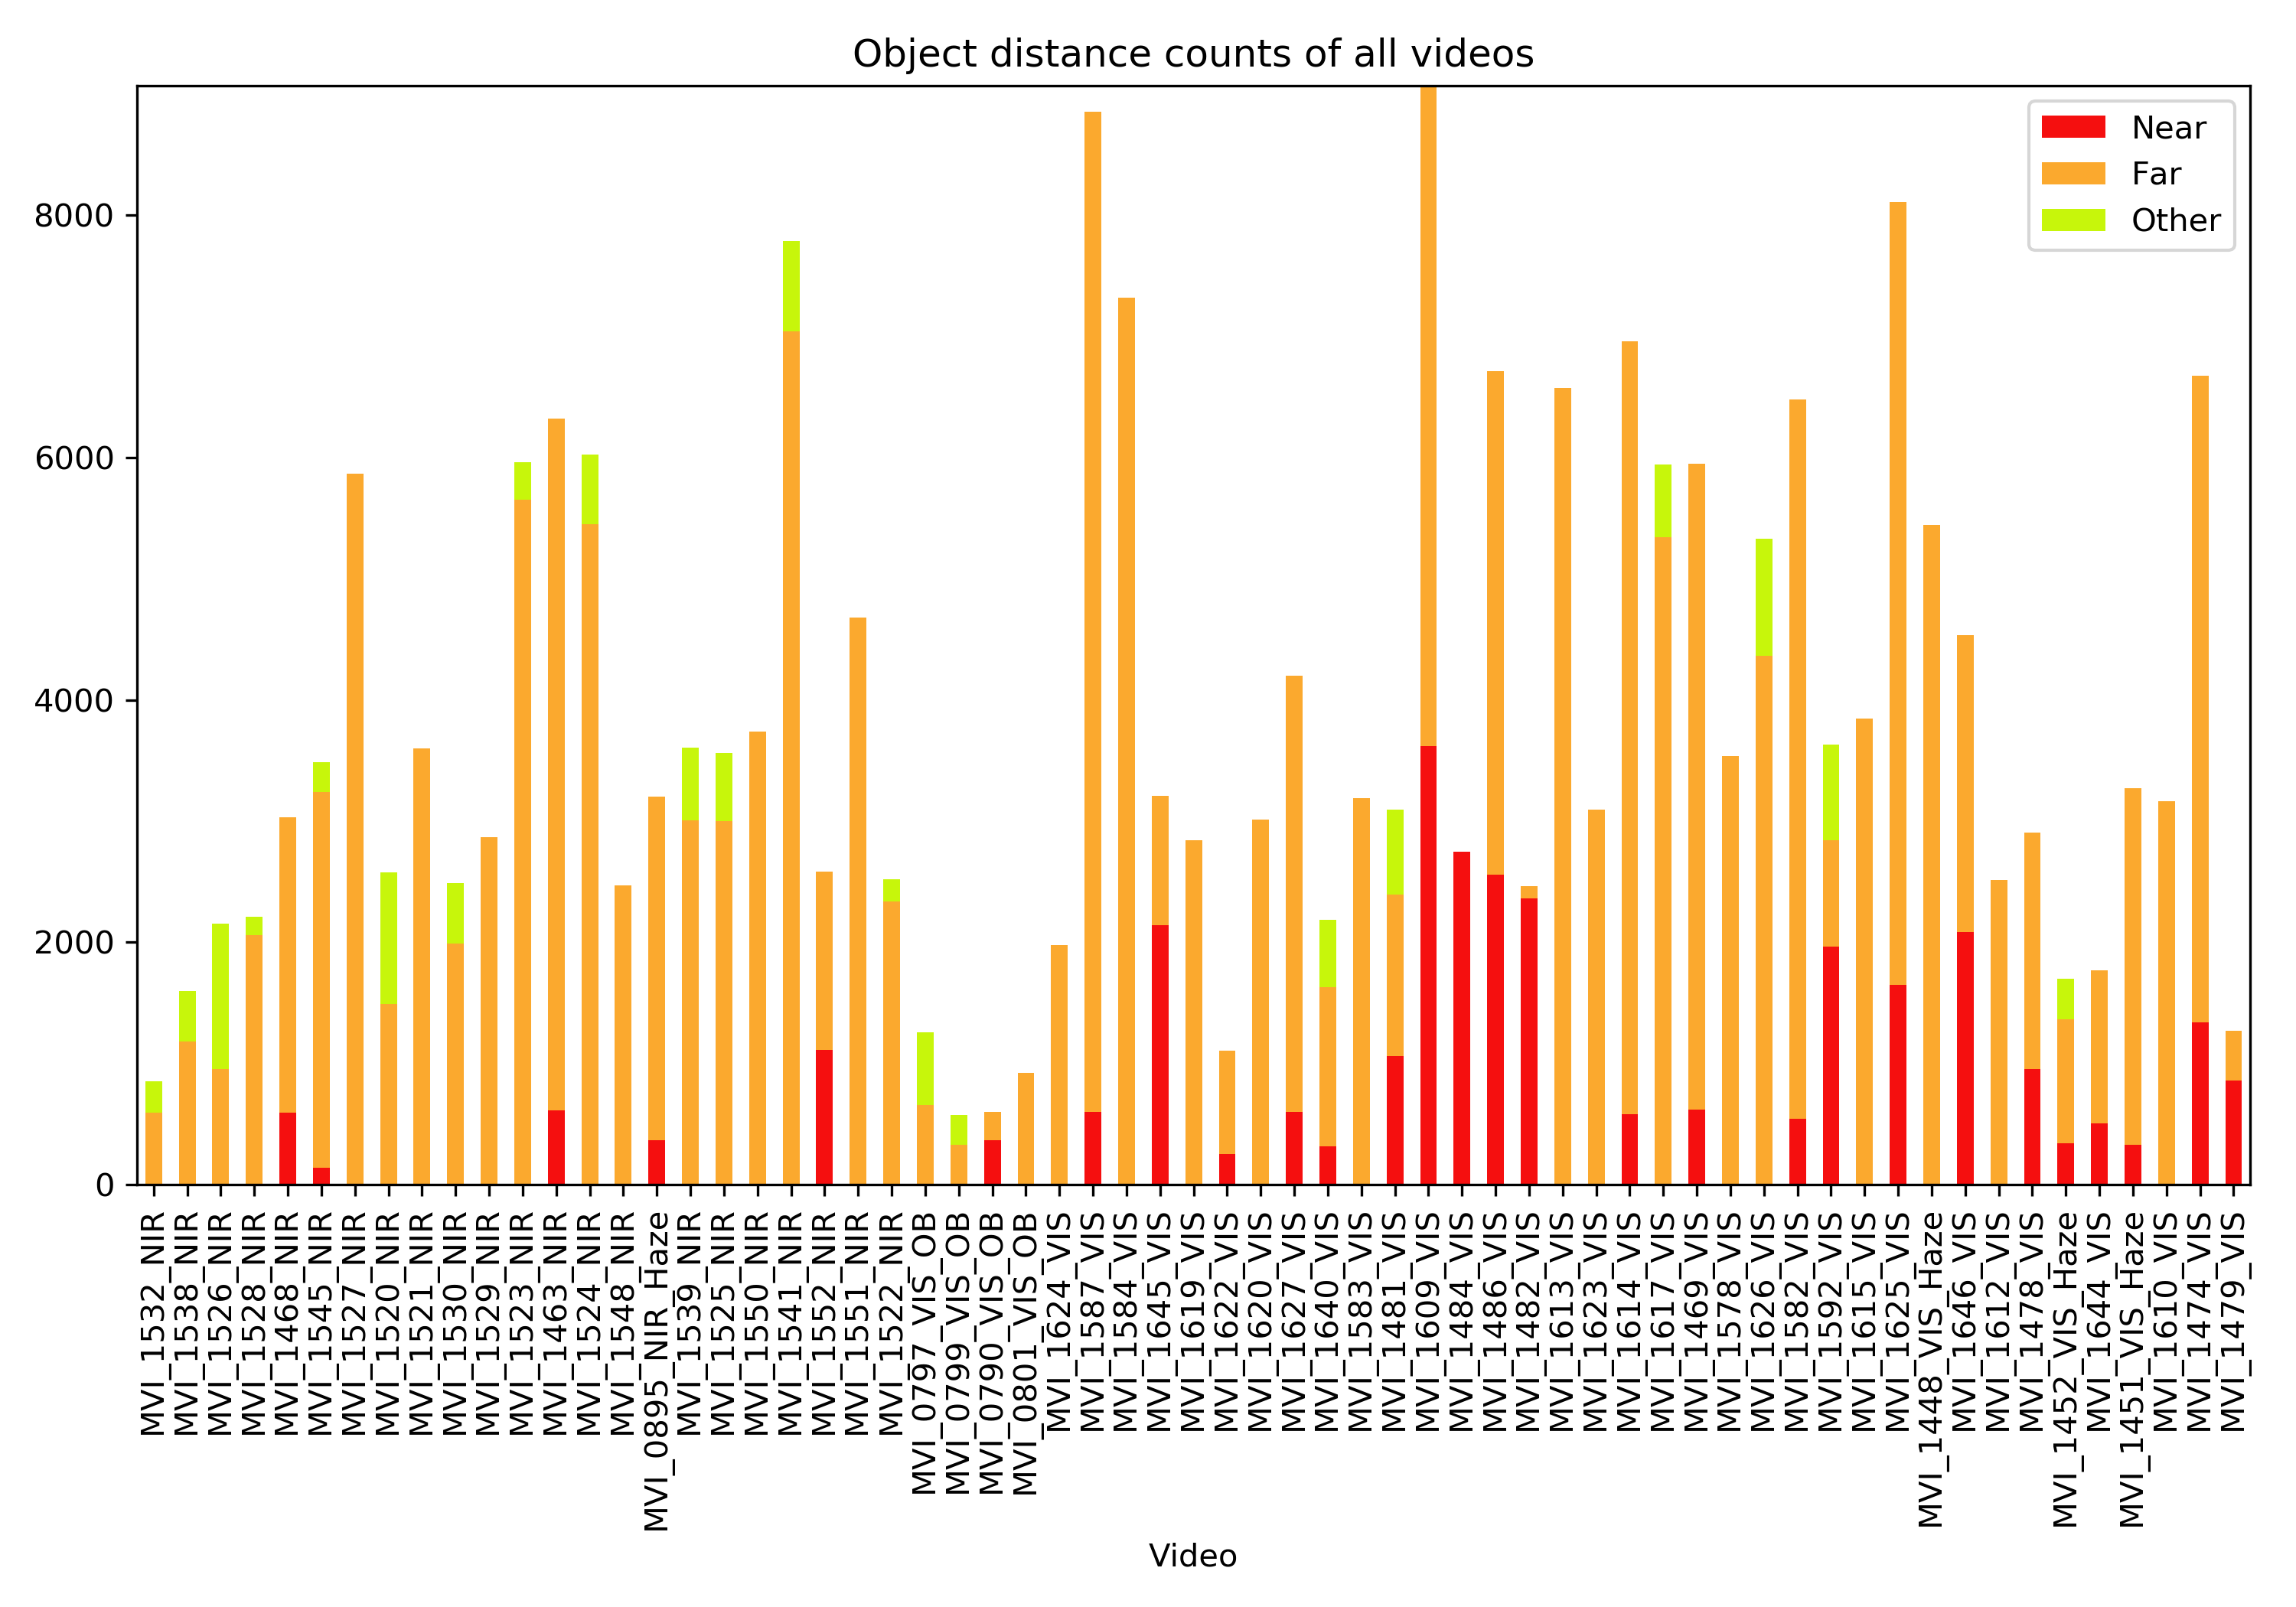 Object distance counts of all videos
Near
Far
Other
8000
6000
4000
2000
0
MVI_1532_NIR
MVI_1538_NIR
MVI_1526_NIR
MVI_1528_NIR
MVI_1468_NIR
MVI_1545_NIR
MVI_1527_NIR
MVI_1520_NIR
MVI_1521_NIR
MVI_1530_NIR
MVI_1529_NIR
MVI_1523_NIR
MVI_1463_NIR
MVI_1524_NIR
MVI_1548_NIR
MVI_0895_NIR_Haze
MVI_1539_NIR
MVI_1525_NIR
MVI_1550_NIR
MVI_1541_NIR
MVI_1552_NIR
MVI_1551_NIR
MVI_1522_NIR
MVI_0797_VIS_OB
MVI_0799_VIS_OB
MVI_0790_VIS_OB
MVI_0801_VIS_OB
MVI_1624_VIS
MVI_1587_VIS
MVI_1584_VIS
MVI_1645_VIS
MVI_1619_VIS
MVI_1622_VIS
MVI_1620_VIS
MVI_1627_VIS
MVI_1640_VIS
MVI_1583_VIS
MVI_1481_VIS
MVI_1609_VIS
MVI_1484_VIS
MVI_1486_VIS
MVI_1482_VIS
MVI_1613_VIS
MVI_1623_VIS
MVI_1614_VIS
MVI_1617_VIS
MVI_1469_VIS
MVI_1578_VIS
MVI_1626_VIS
MVI_1582_VIS
MVI_1592_VIS
MVI_1615_VIS
MVI_1625_VIS
MVI_1448_VIS_Haze
MVI_1646_VIS
MVI_1612_VIS
MVI_1478_VIS
MVI_1452_VIS_Haze
MVI_1644_VIS
MVI_1451_VIS_Haze
MVI_1610_VIS
MVI_1474_VIS
MVI_1479_VIS
Video